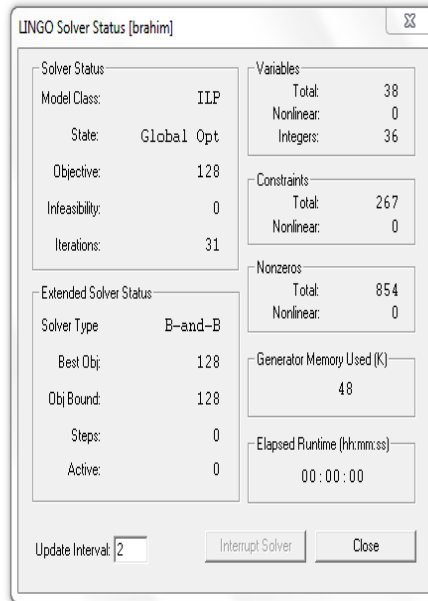 LINGO Solver Status [brahim]
Solver Status
Model Class: ILP
State: Global Opt
Objective: 128
Infeasibility: 0
Iterations: 31
Extended Solver Status
Solver Type B-and-B
Best Obj: 128
Obj Bound: 128
Steps: 0
Active: 0
Variables
Total: 38
Nonlinear: 0
Integers: 36
Constraints
Total: 267
Nonlinear: 0
Nonzeros
Total: 854
Nonlinear: 0
Generator Memory Used (K)
48
Elapsed Runtime (hh:mm:ss)
00:00:00
Update Interval: 2
Interrupt Solver
Close